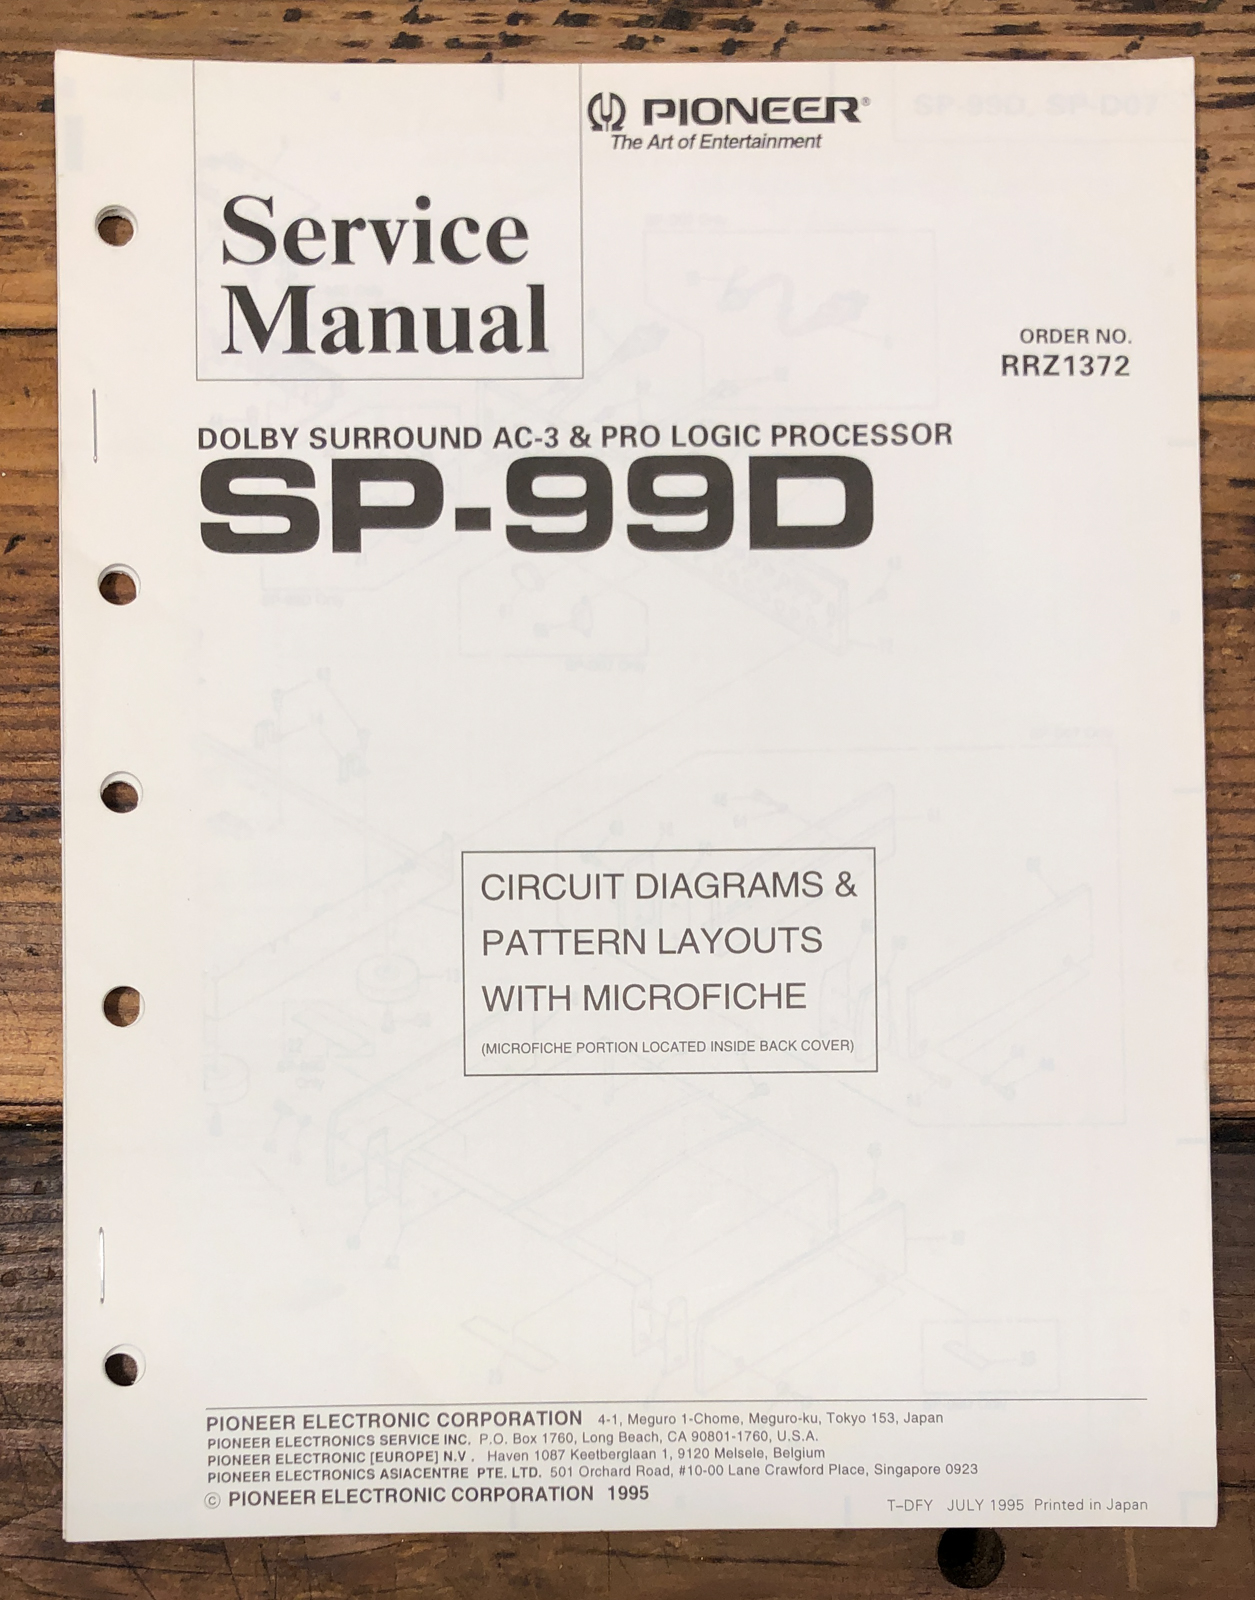 PIONEER®
The Art of Entertainment
Service
Manual
ORDER NO.
RRZ1372
DOLBY SURROUND AC-3 & PRO LOGIC PROCESSOR
SP-99D
CIRCUIT DIAGRAMS &
PATTERN LAYOUTS
WITH MICROFICHE
(MICROFICHE PORTION LOCATED INSIDE BACK COVER)
PIONEER ELECTRONIC CORPORATION 4-1, Meguro 1-Chome, Meguro-ku, Tokyo 153, Japan
PIONEER ELECTRONICS SERVICE INC. P.O. Box 1760, Long Beach, CA 90801-1760, U.S.A.
PIONEER ELECTRONIC [EUROPE] N.V. Haven 1087 Keetberglaan 1, 9120 Melsele, Belgium
PIONEER ELECTRONICS ASIACENTRE PTE. LTD. 501 Orchard Road, #10-00 Lane Crawford Place, Singapore 0923
© PIONEER ELECTRONIC CORPORATION 1995
T-DFY JULY 1995 Printed in Japan
SP-99D, SP-D07